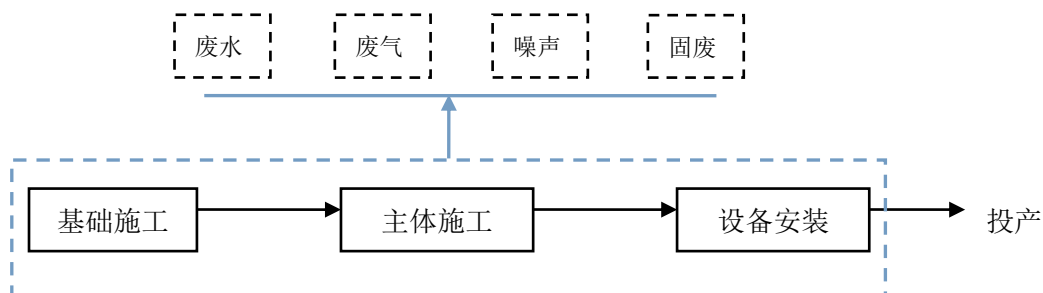 废水 废气 噪声 固废
基础施工 主体施工 设备安装 投产